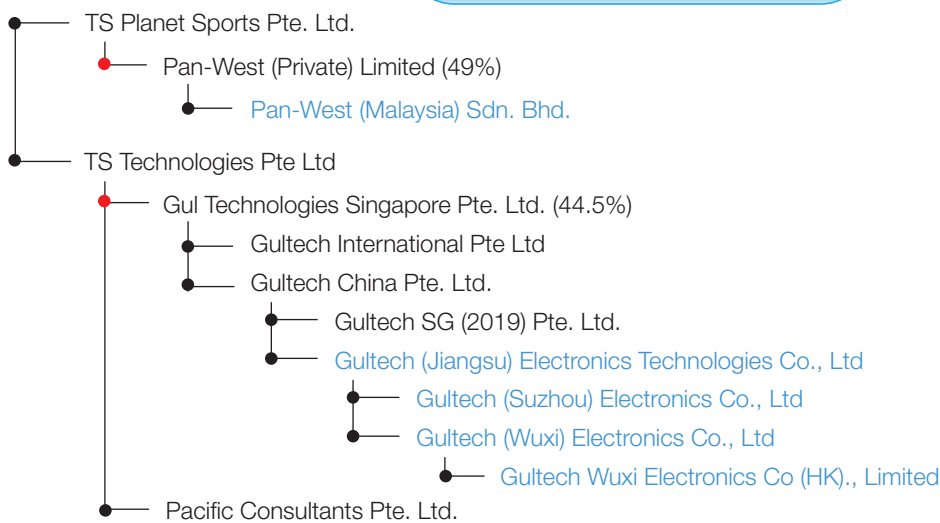 TS Planet Sports Pte. Ltd.
Pan-West (Private) Limited (49%)
Pan-West (Malaysia) Sdn. Bhd.
TS Technologies Pte Ltd
Gul Technologies Singapore Pte. Ltd. (44.5%)
Gultech International Pte Ltd
Gultech China Pte. Ltd.
Gultech SG (2019) Pte. Ltd.
Gultech (Jiangsu) Electronics Technologies Co., Ltd
Gultech (Suzhou) Electronics Co., Ltd
Gultech (Wuxi) Electronics Co., Ltd
Gultech Wuxi Electronics Co (HK)., Limited
Pacific Consultants Pte. Ltd.